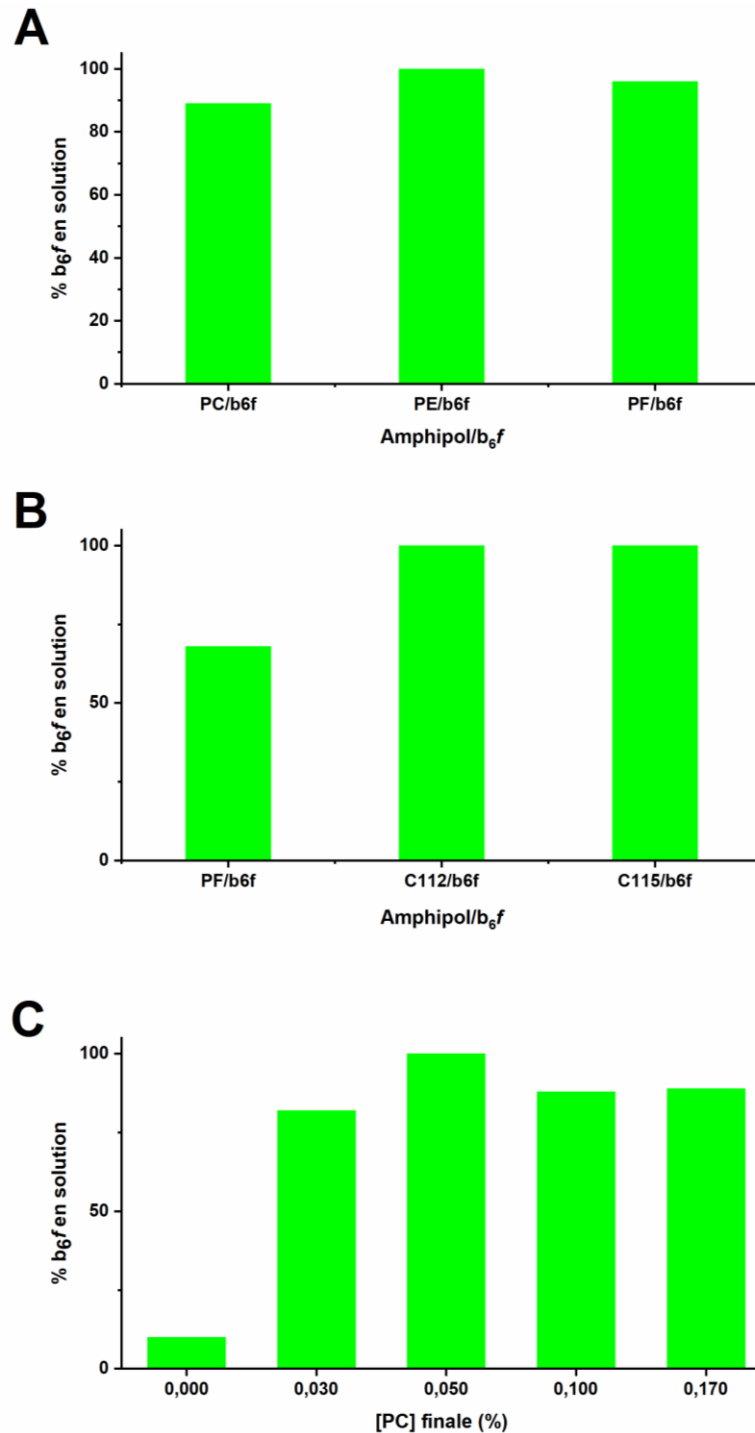 A
% b6f en solution
100
80
60
40
20
0
PC/b6f PE/b6f PF/b6f
Amphipol/b6f
B
% b6f en solution
100
50
0
PF/b6f C112/b6f C115/b6f
Amphipol/b6f
C
% b6f en solution
100
50
0
0,000 0,030 0,050 0,100 0,170
[PC] finale (%)